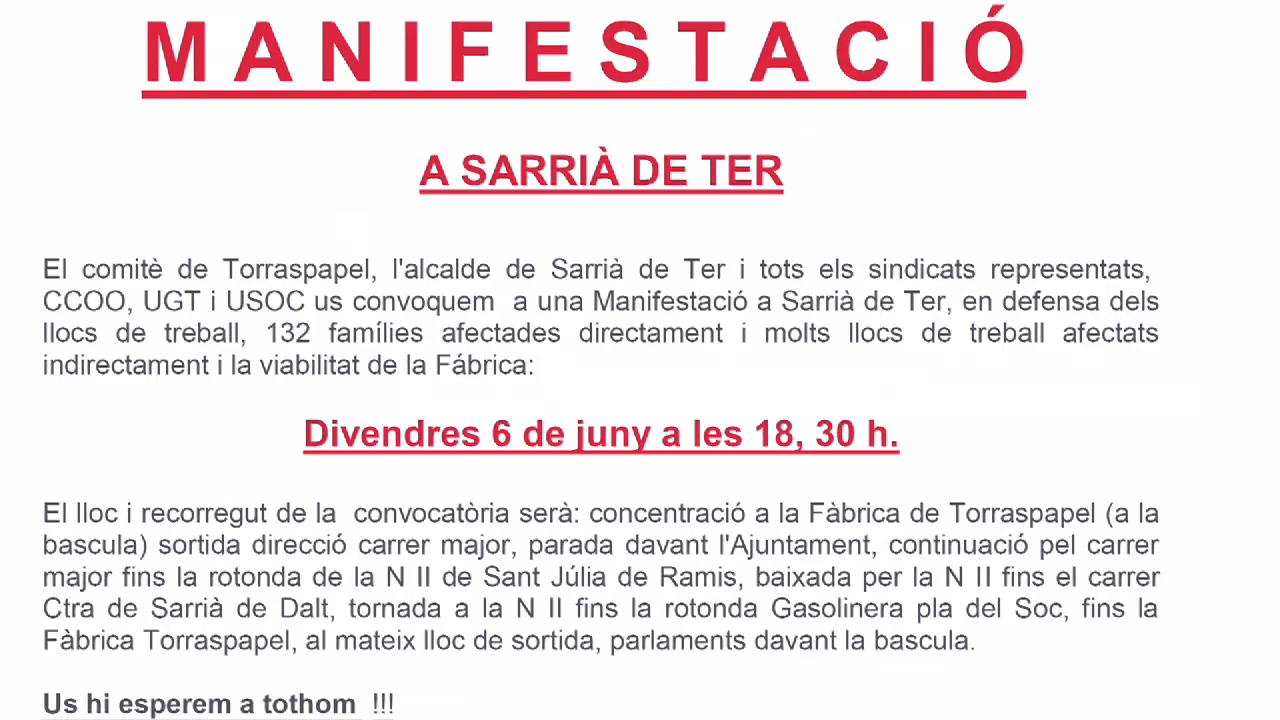 MANIFESTACIÓ
A SARRIÀ DE TER
El comitè de Torraspapel, l'alcalde de Sarrià de Ter i tots els sindicats representats,
CCOO, UGT i USOC us convoquem a una Manifestació a Sarrià de Ter, en defensa dels
llocs de treball, 132 famílies afectades directament i molts llocs de treball afectats
indirectament i la viabilitat de la Fábrica:
Divendres 6 de juny a les 18, 30 h.
El lloc i recorregut de la convocatòria serà: concentració a la Fàbrica de Torraspapel (a la
bascula) sortida direcció carrer major, parada davant l'Ajuntament, continuació pel carrer
major fins la rotonda de la N II de Sant Júlia de Ramis, baixada per la N II fins el carrer
Ctra de Sarrià de Dalt, tornada a la N II fins la rotonda Gasolinera pla del Soc, fins la
Fàbrica Torraspapel, al mateix lloc de sortida, parlaments davant la bascula.
Us hi esperem a tothom !!!